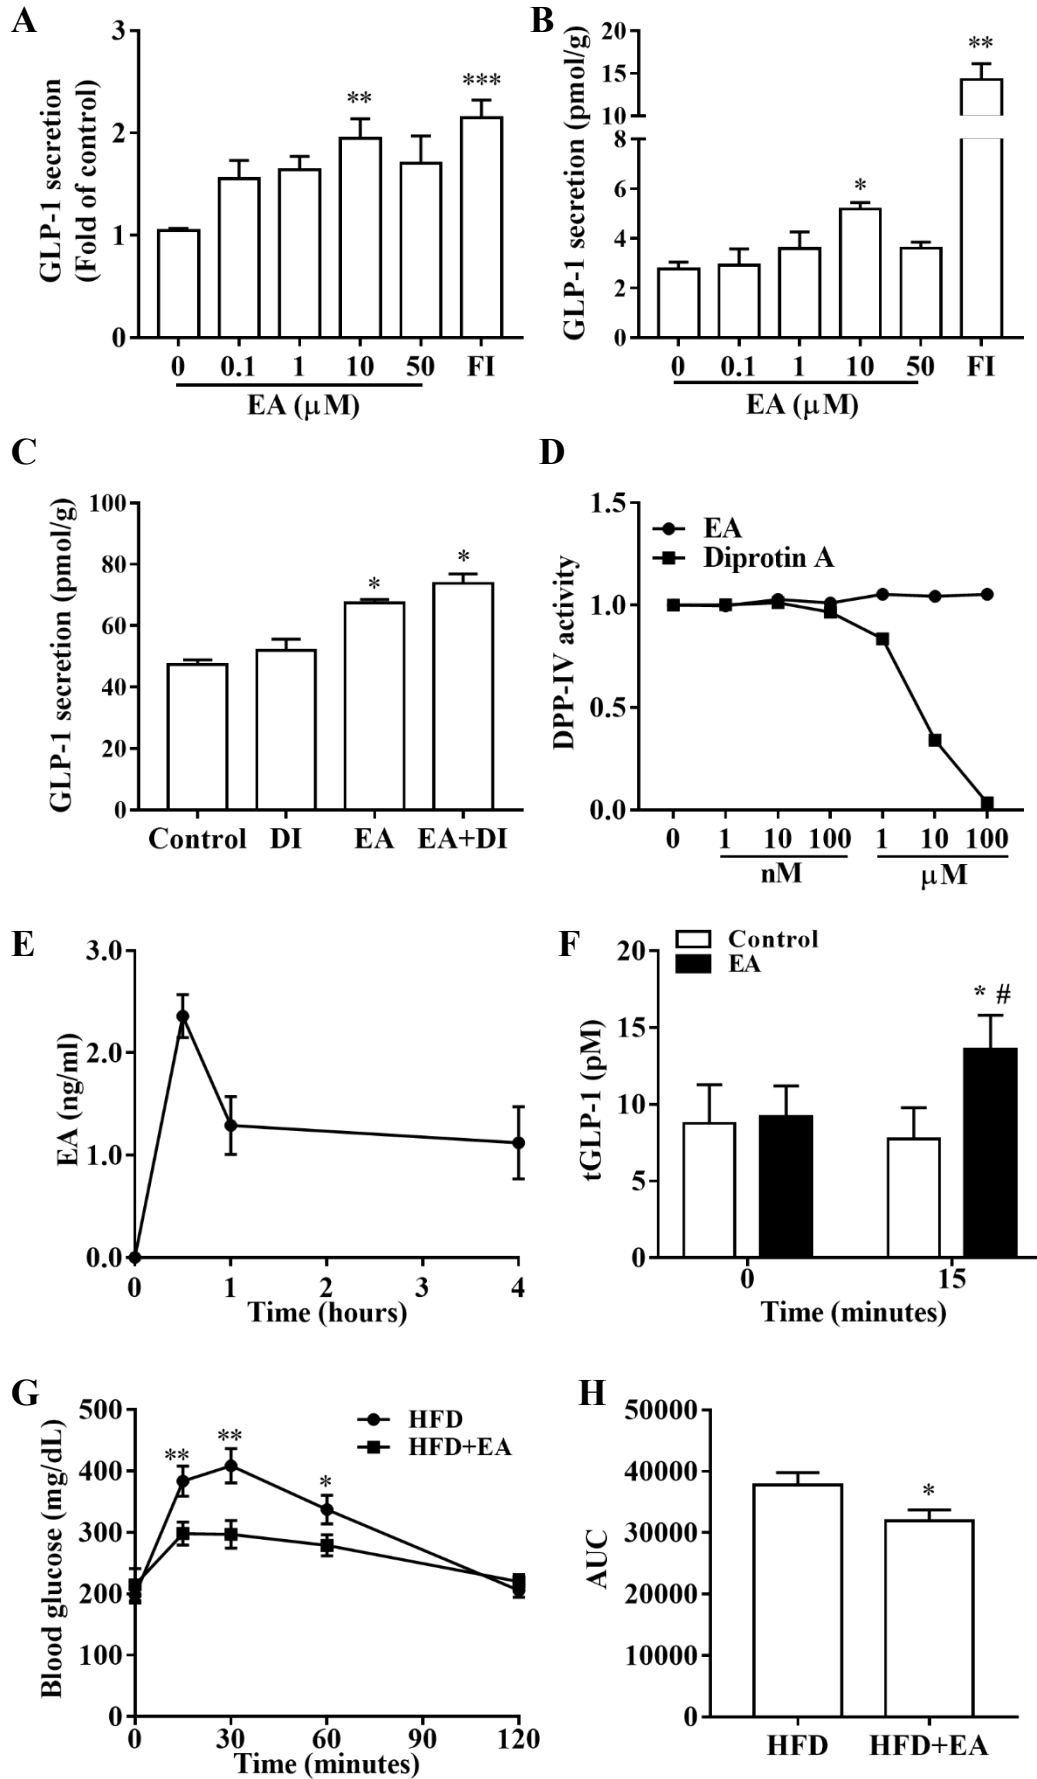 A
GLP-1 secretion
(Fold of control)
3
2
1
0
**
***
0 0.1 1 10 50 FI
EA (μM)
B
GLP-1 secretion (pmol/g)
20
15
10
8
6
4
2
0
*
**
0 0.1 1 10 50 FI
EA (μM)
C
GLP-1 secretion (pmol/g)
100
80
60
40
20
0
*
*
Control DI EA EA+DI
D
DPP-IV activity
1.5
1.0
0.5
0.0
EA
Diprotin A
0 1 10 100 1 10 100
nM μM
E
EA (ng/ml)
3.0
2.0
1.0
0.0
0 1 2 3 4
Time (hours)
F
tGLP-1 (pM)
20
15
10
5
0
Control
EA
* #
0 15
Time (minutes)
G
Blood glucose (mg/dL)
500
400
300
200
100
0
HFD
HFD+EA
**
**
*
0 30 60 90 120
Time (minutes)
H
AUC
50000
40000
30000
20000
10000
0
*
HFD HFD+EA